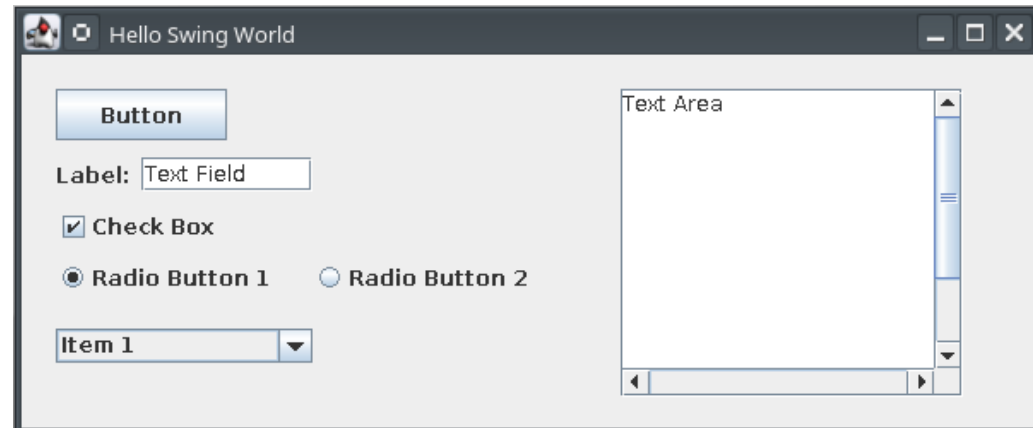 Hello Swing World
Button
Label: Text Field
Check Box
Radio Button 1 Radio Button 2
Item 1
Text Area